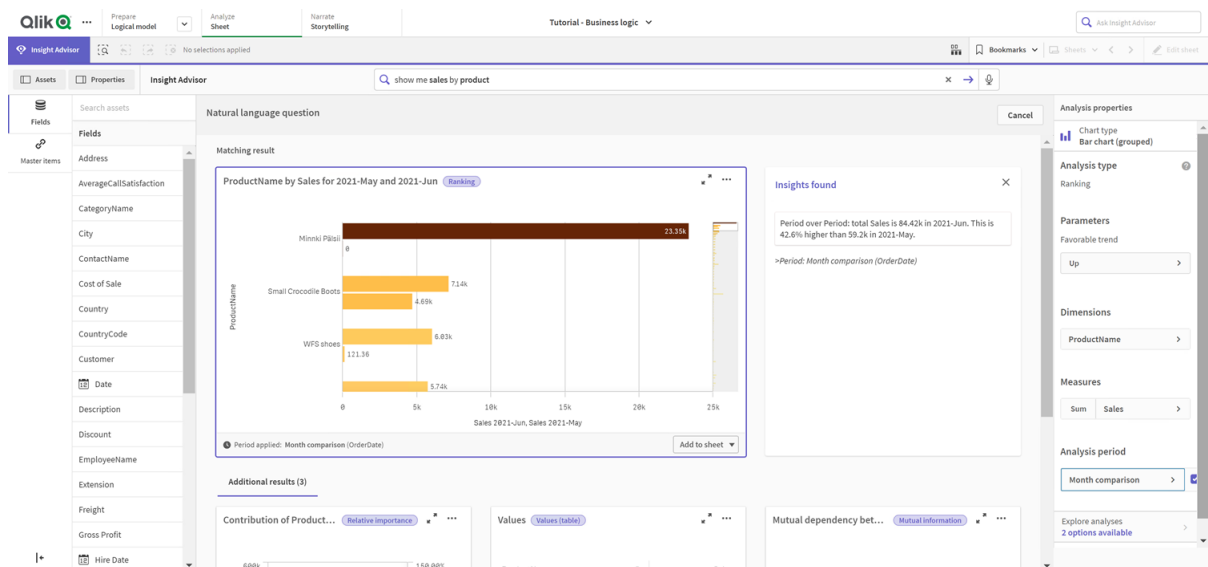 Qlik
Prepare
Logical model
Analyze
Sheet
Narrate
Storytelling
Tutorial - Business logic
Ask Insight Advisor
Insight Advisor
No selections applied
Bookmarks
Sheets
Edit sheet
Assets
Properties
Insight Advisor
show me sales by product
Fields
Master items
Search assets
Fields
Address
AverageCallSatisfaction
CategoryName
City
ContactName
Cost of Sale
Country
CountryCode
Customer
Date
Description
Discount
EmployeeName
Extension
Freight
Gross Profit
Hire Date
Natural language question
Cancel
Matching result
ProductName by Sales for 2021-May and 2021-Jun
Ranking
ProductName
Minnki Pälsii
23.35k
0
Small Crocodile Boots
7.14k
4.69k
WFS shoes
6.03k
121.36
5.74k
0
5k
10k
15k
20k
25k
Sales 2021-Jun, Sales 2021-May
Period applied: Month comparison (OrderDate)
Add to sheet
Insights found
Period over Period: total Sales is 84.42k in 2021-Jun. This is
42.6% higher than 59.2k in 2021-May.
>Period: Month comparison (OrderDate)
Additional results (3)
Contribution of Product...
Relative importance
600k
150.00%
Values
Values (table)
Mutual dependency bet...
Mutual information
Analysis properties
Chart type
Bar chart (grouped)
Analysis type
Ranking
Parameters
Favorable trend
Up
Dimensions
ProductName
Measures
Sum
Sales
Analysis period
Month comparison
Explore analyses
2 options available